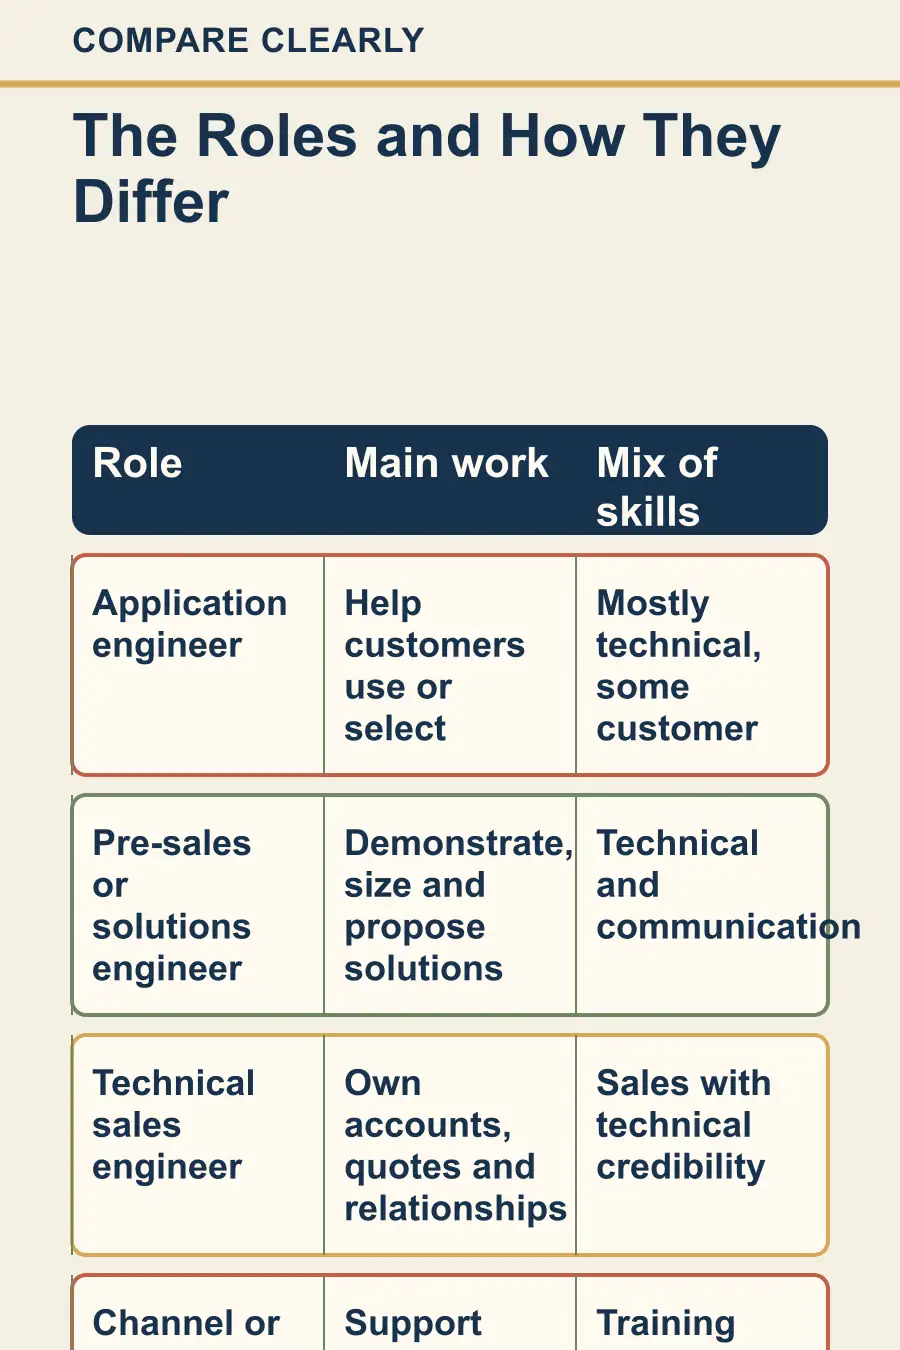 COMPARE CLEARLY
The Roles and How They
Differ
Role
Main work
Mix of
skills
Application
engineer
Help
customers
use or
select
Mostly
technical,
some
customer
Pre-sales
or
solutions
engineer
Demonstrate,
size and
propose
solutions
Technical
and
communication
Technical
sales
engineer
Own
accounts,
quotes and
relationships
Sales with
technical
credibility
Channel or
Support
Training